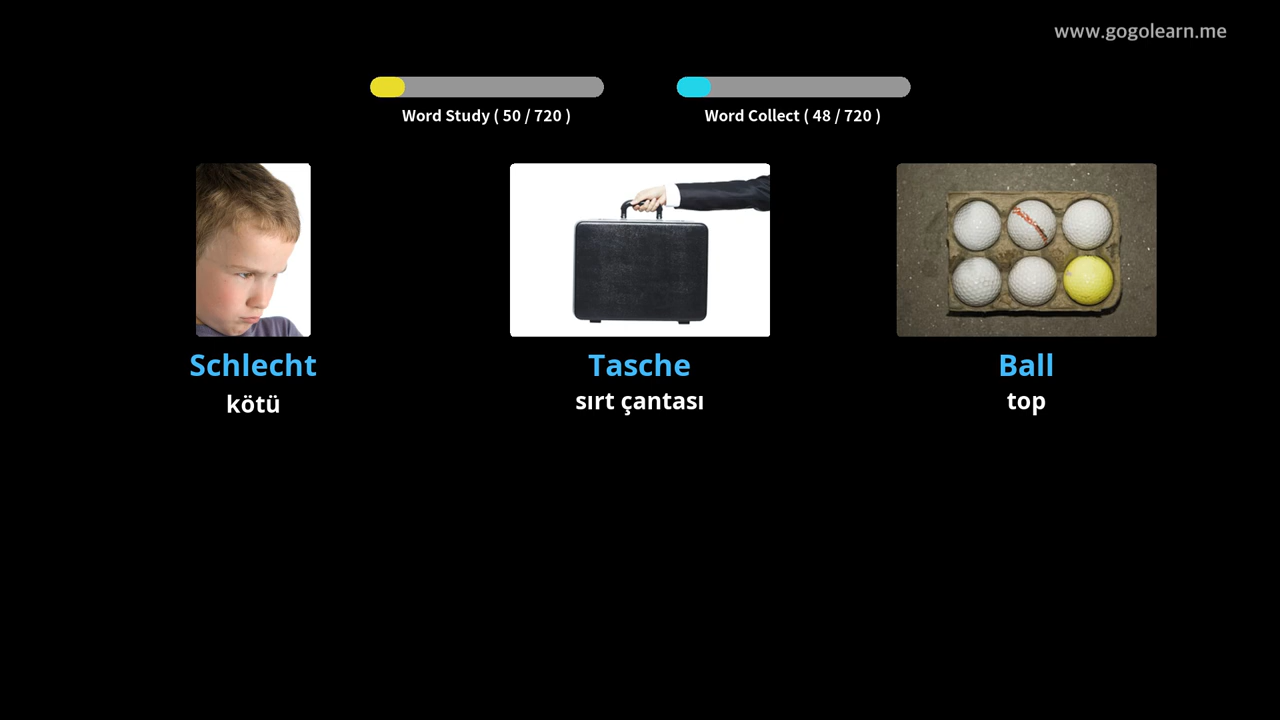 www.gogolearn.me
Word Study ( 50 / 720 )
Word Collect ( 48 / 720 )
Schlecht
kötü
Tasche
sırt çantası
Ball
top